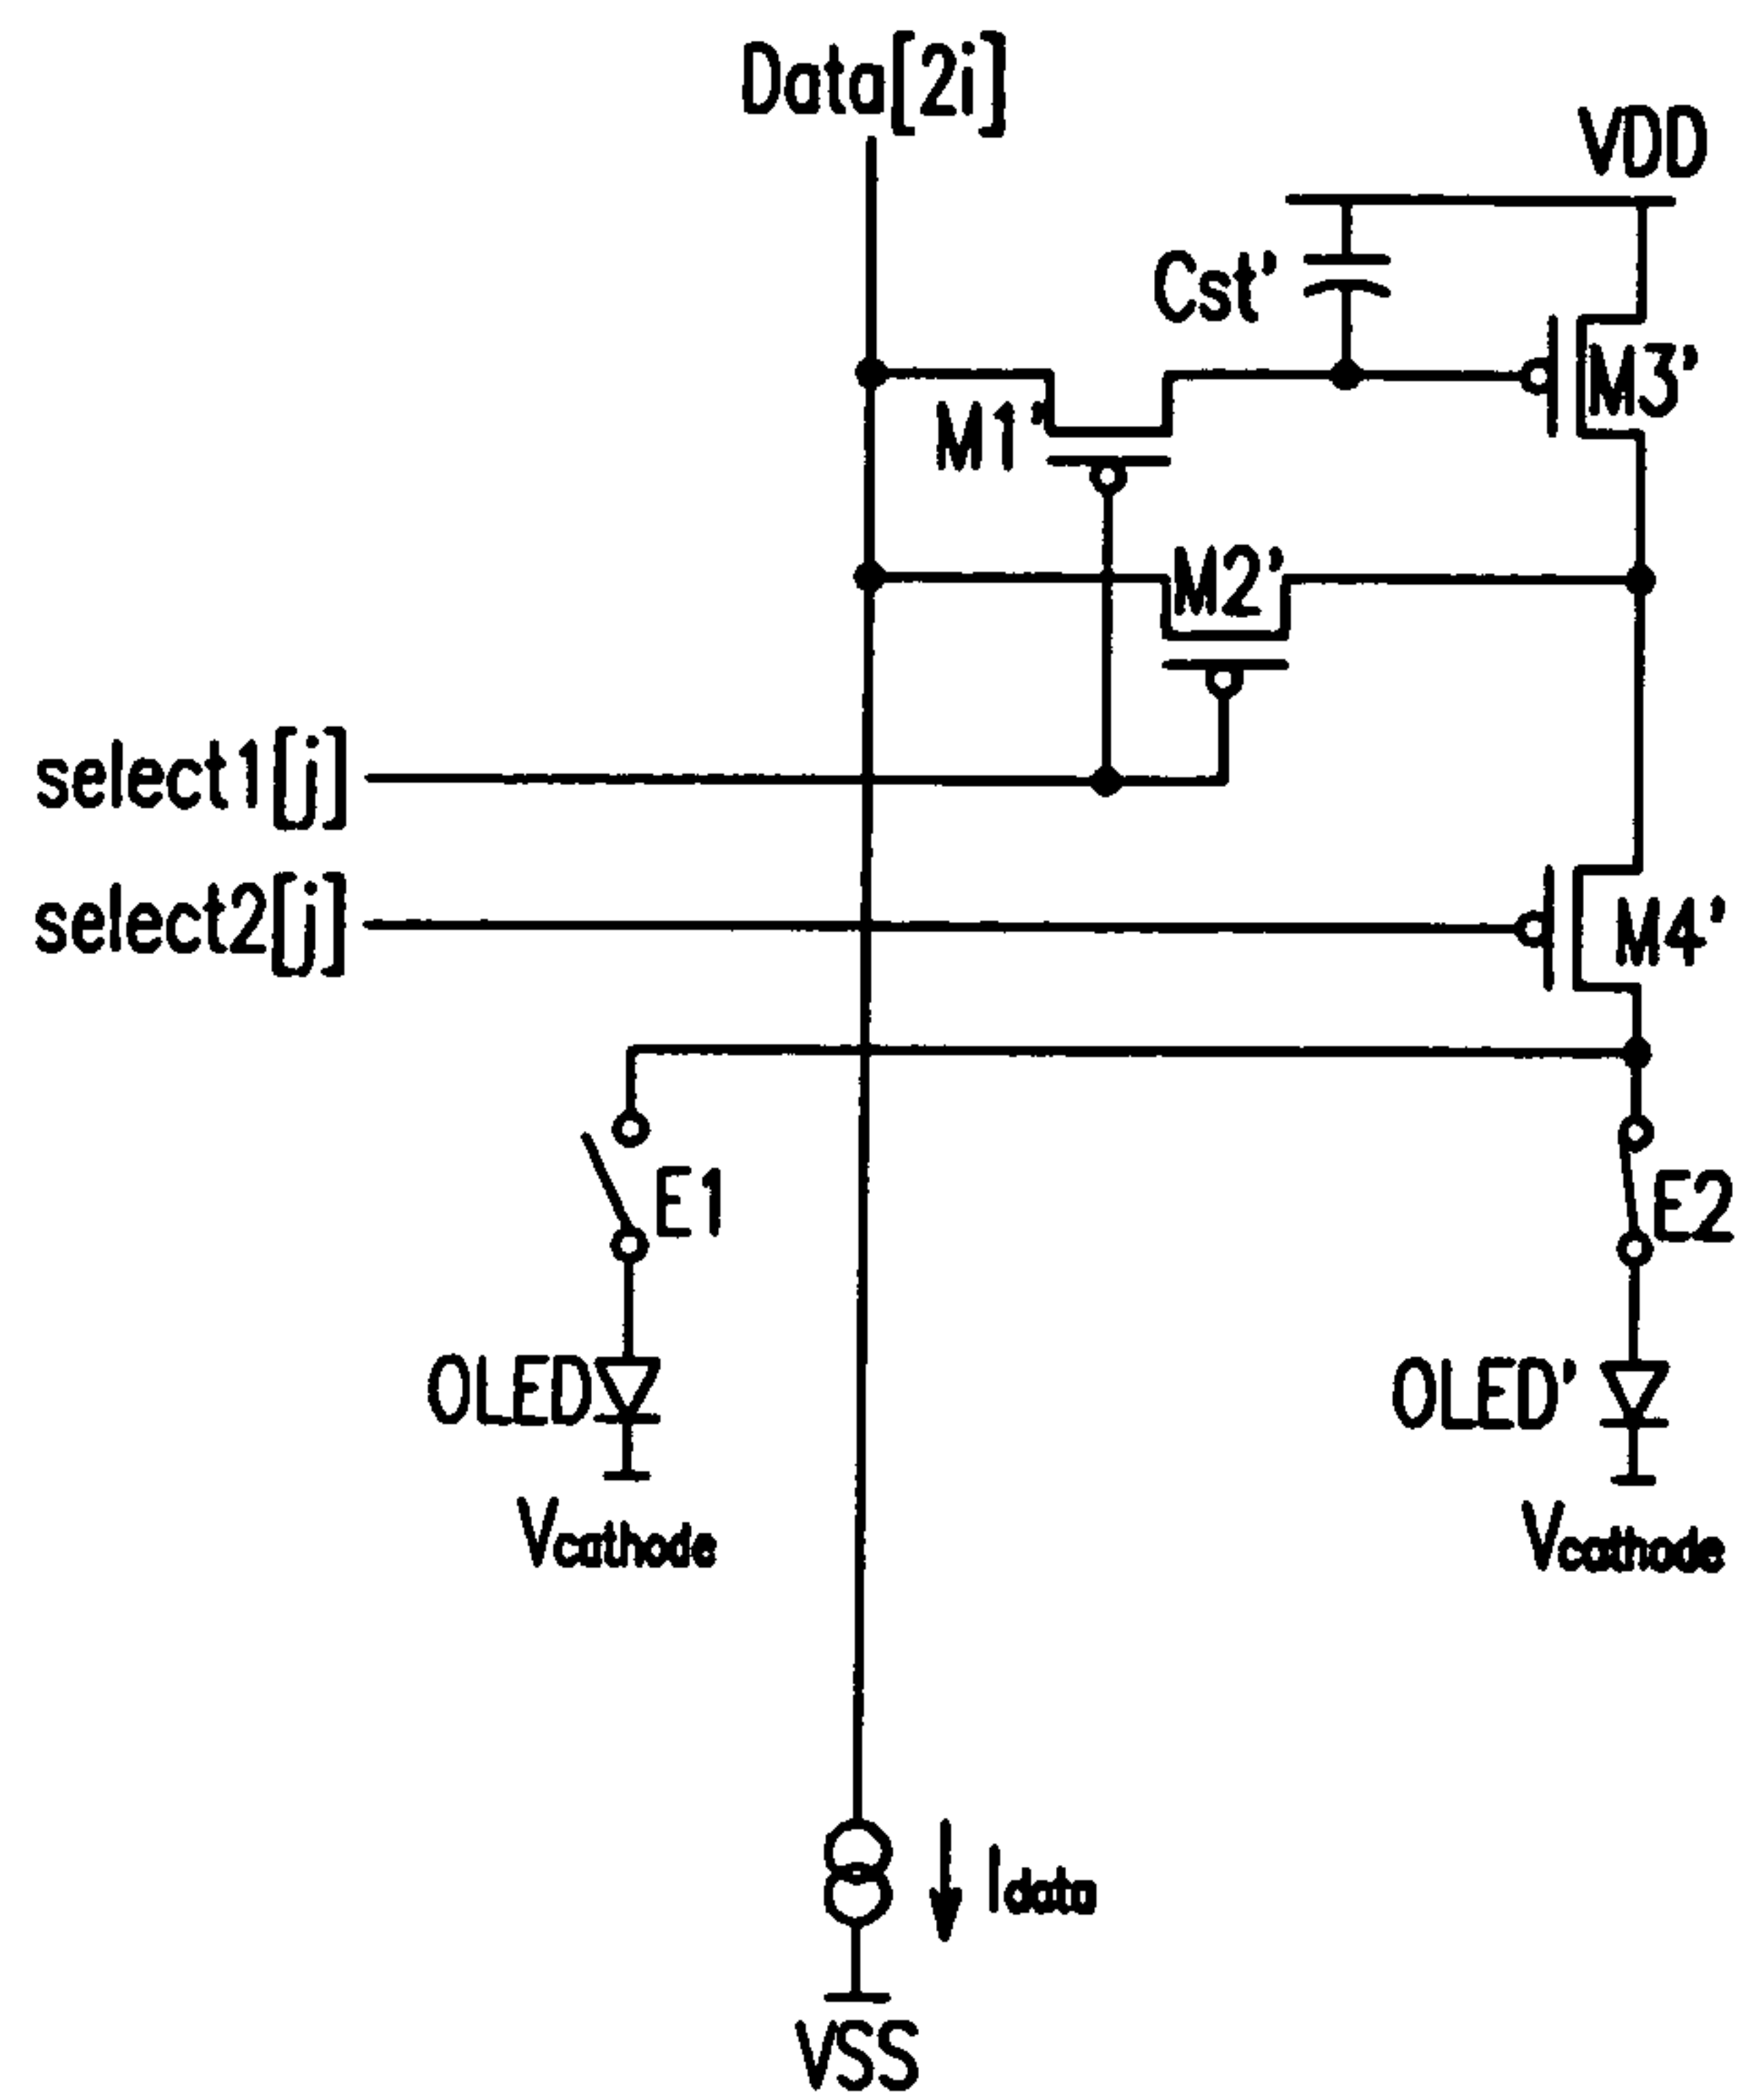 Data[2i]
VDD
Cst'
M3'
M1'
M2'
select1[j]
select2[j]
M4'
E1
E2
OLED
OLED'
Vcathode
Vcathode
Idata
VSS